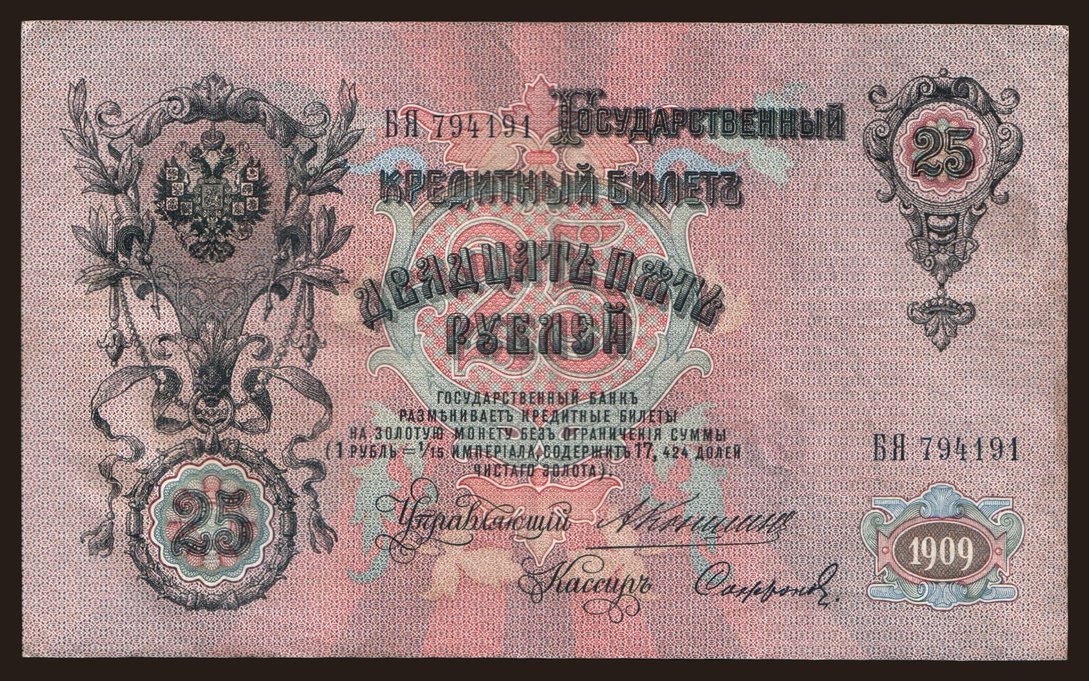 БЯ 794191 Государственный
Кредитный Билетъ
25
25
Двадцать пять
Рублей
Государственный Банкъ
размѣниваетъ кредитные билеты
на золотую монету безъ ограниченія суммы
(1 рубль = 1/15 имперіала, содержитъ 17, 424 долей
чистаго золота).
БЯ 794191
25
Управляющій
Кассиръ
1909